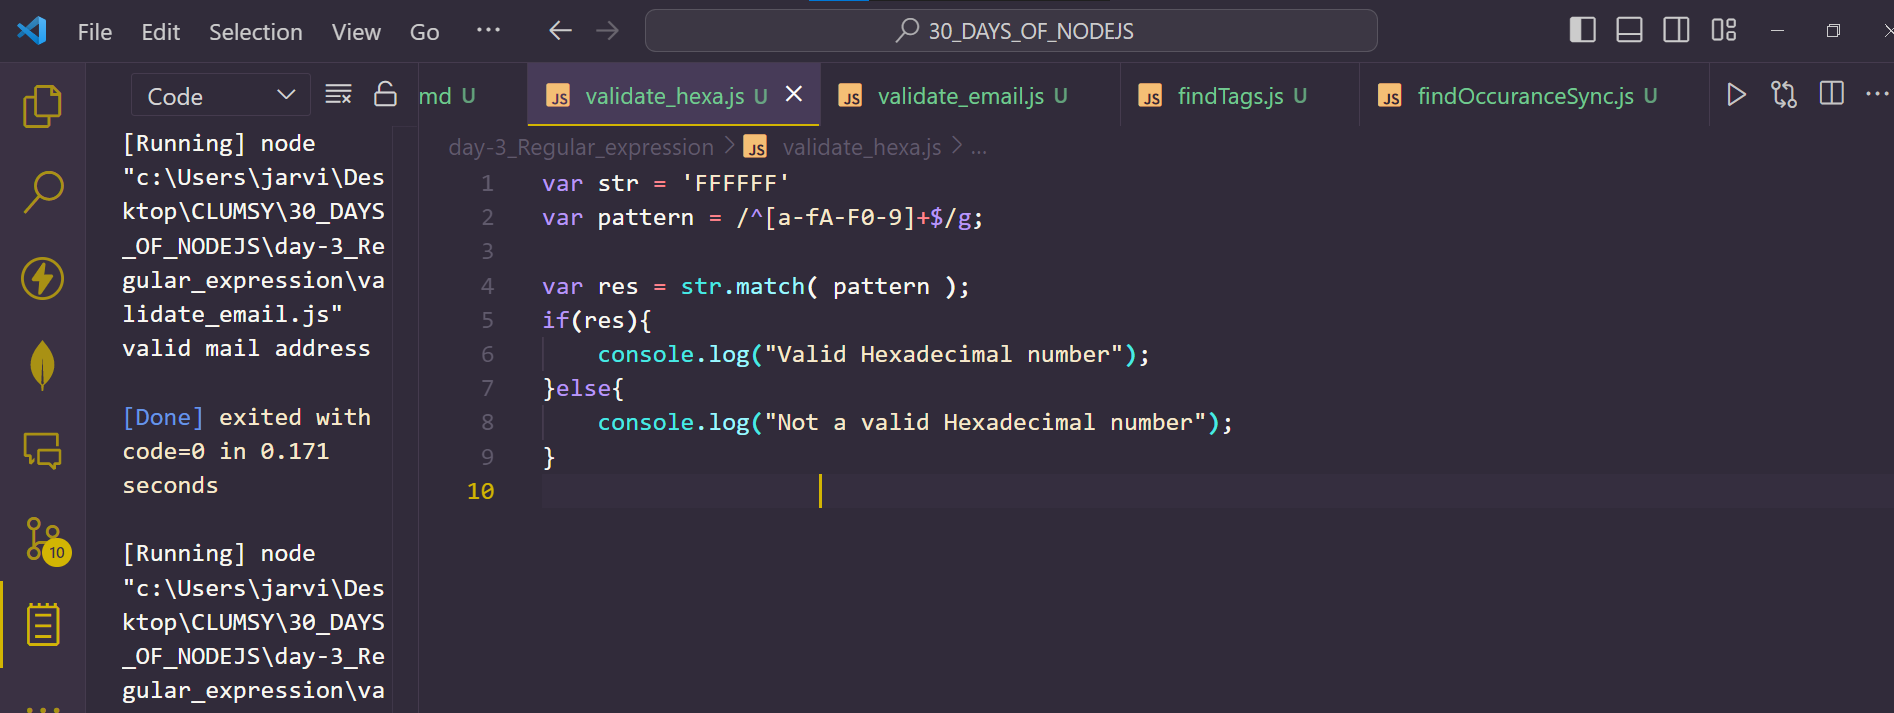 File Edit Selection View Go ··· 30_DAYS_OF_NODEJS
Code
md U validate_hexa.js U validate_email.js U findTags.js U findOccuranceSync.js U
day-3_Regular_expression > JS validate_hexa.js > ...
[Running] node
"c:\Users\jarvi\Des
ktop\CLUMSY\30_DAYS
_OF_NODEJS\day-3_Re
gular_expression\va
lidate_email.js"
valid mail address
[Done] exited with
code=0 in 0.171
seconds
[Running] node
"c:\Users\jarvi\Des
ktop\CLUMSY\30_DAYS
_OF_NODEJS\day-3_Re
gular_expression\va
10
1 var str = 'FFFFFF'
2 var pattern = /^[a-fA-F0-9]+$/g;
3
4 var res = str.match( pattern );
5 if(res){
6 console.log("Valid Hexadecimal number");
7 }else{
8 console.log("Not a valid Hexadecimal number");
9 }
10